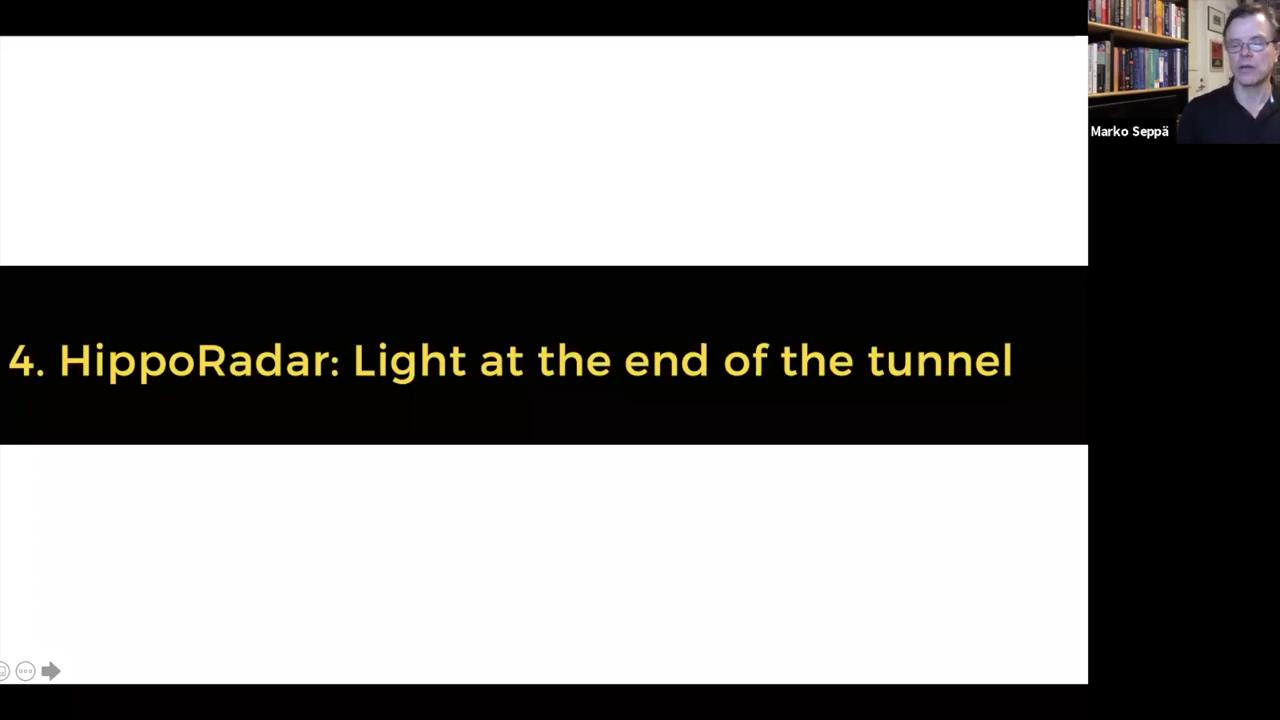 Marko Seppä
4. HippoRadar: Light at the end of the tunnel